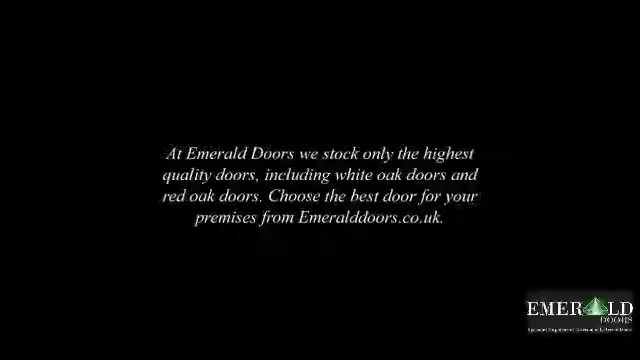 At Emerald Doors we stock only the highest
quality doors, including white oak doors and
red oak doors. Choose the best door for your
premises from Emeralddoors.co.uk.
EMERALD
DOORS